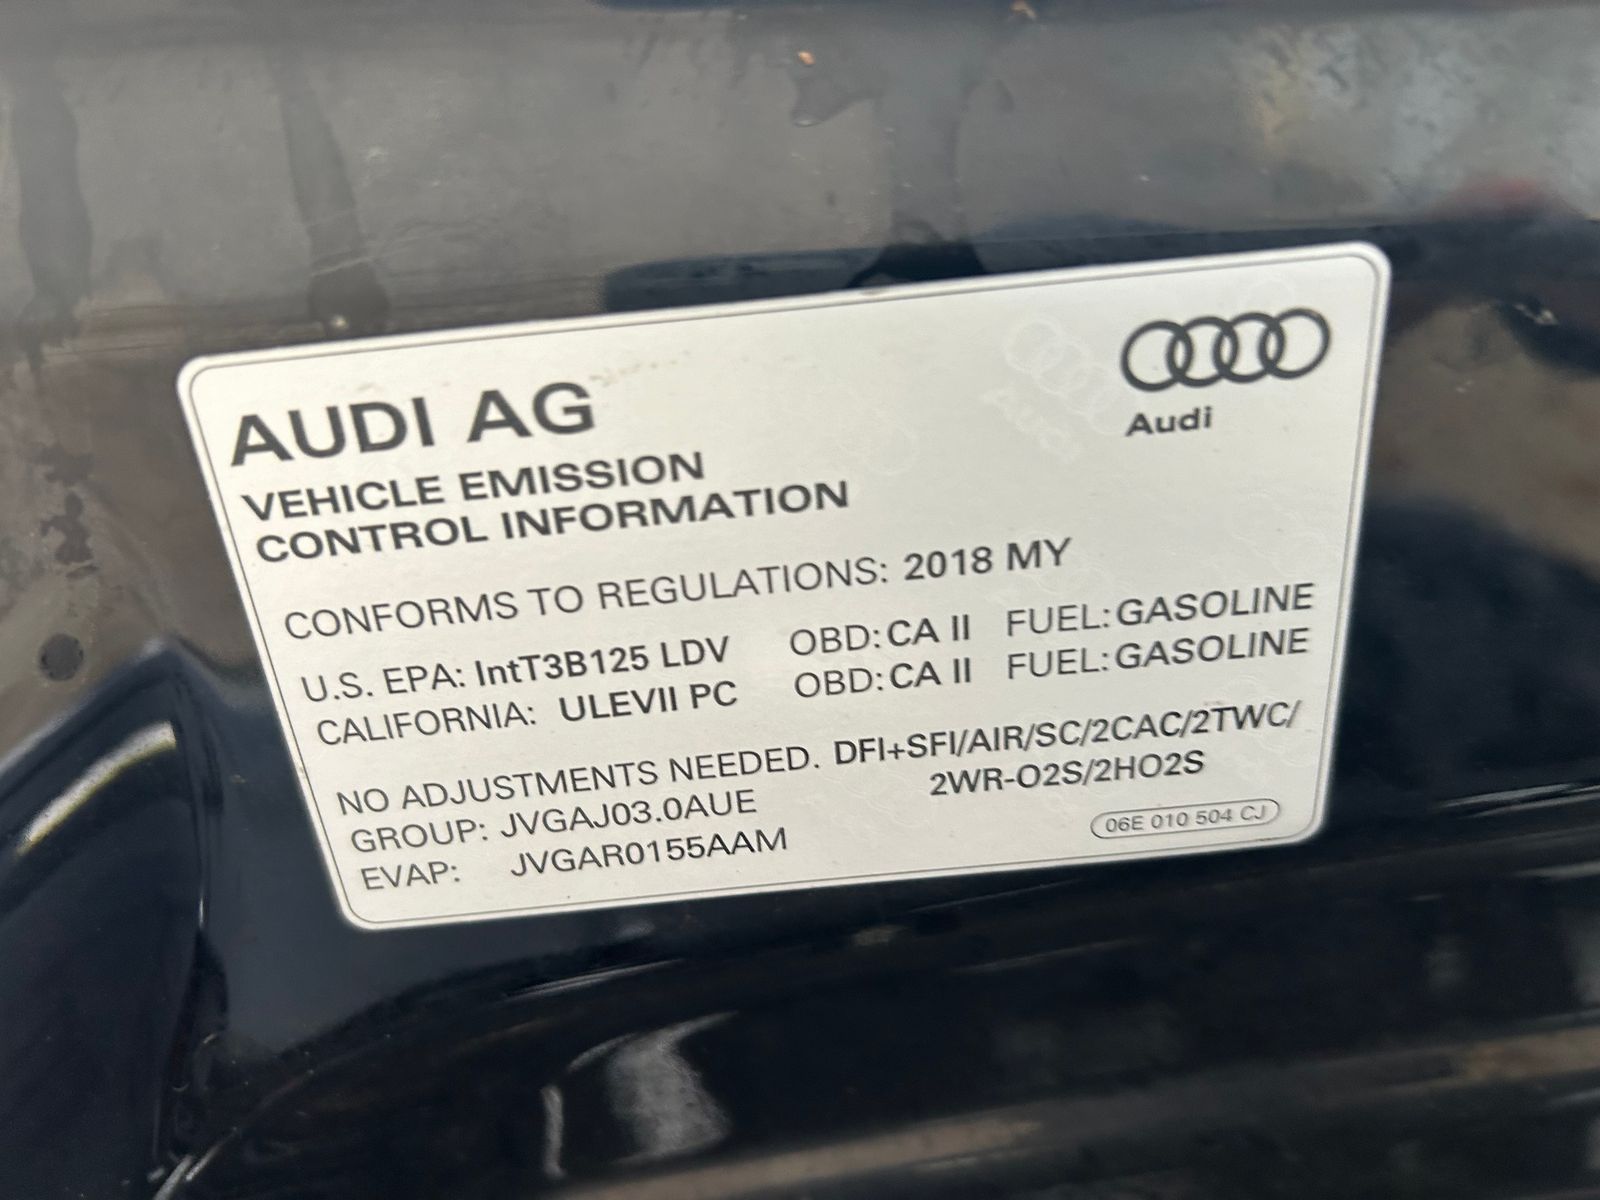 AUDI AG
Audi
VEHICLE EMISSION
CONTROL INFORMATION
CONFORMS TO REGULATIONS: 2018 MY
U.S. EPA: IntT3B125 LDV OBD: CA II FUEL: GASOLINE
CALIFORNIA: ULEVII PC OBD: CA II FUEL: GASOLINE
NO ADJUSTMENTS NEEDED. DFI+SFI/AIR/SC/2CAC/2TWC/
2WR-O2S/2HO2S
GROUP: JVGAJ03.0AUE
EVAP: JVGAR0155AAM
06E 010 504 CJ